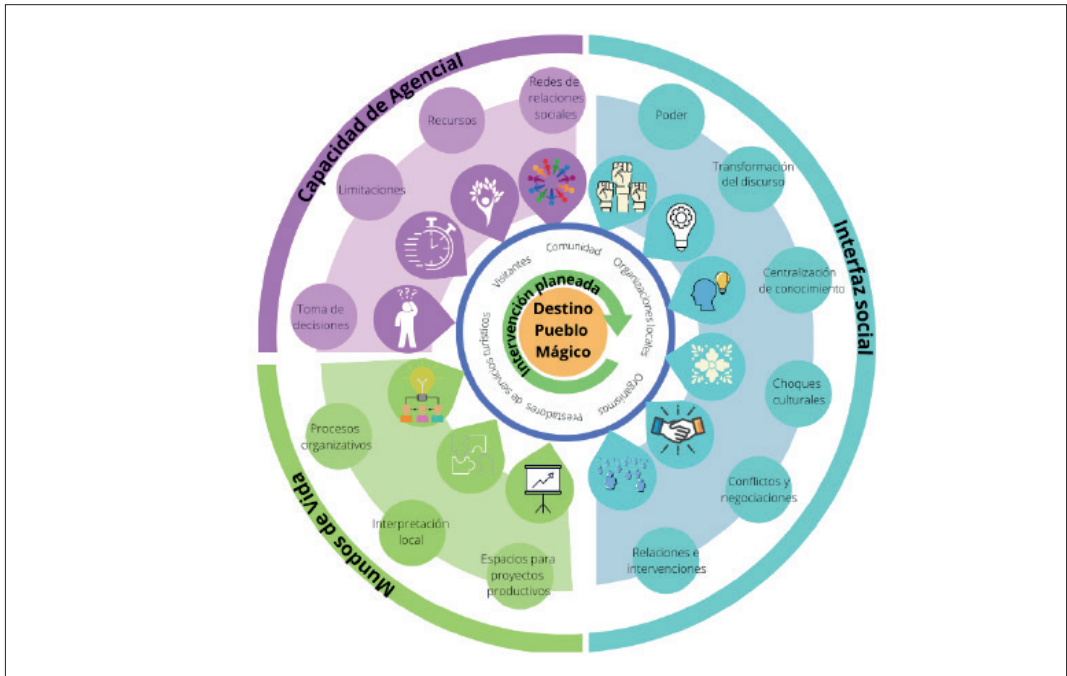 Capacidad de Agencial
Redes de
relaciones
sociales
Recursos
Limitaciones
Toma de
decisiones
???
Interfaz social
Poder
Transformación
del discurso
Centralización
de conocimiento
Choques
culturales
Conflictos y
negociaciones
Relaciones e
intervenciones
Mundos de Vida
Procesos
organizativos
Interpretación
local
Espacios para
proyectos
productivos
Visitantes
Comunidad
Organizaciones locales
Organismos
Prestadores de servicios turísticos
Intervención planeada
Destino
Pueblo
Mágico